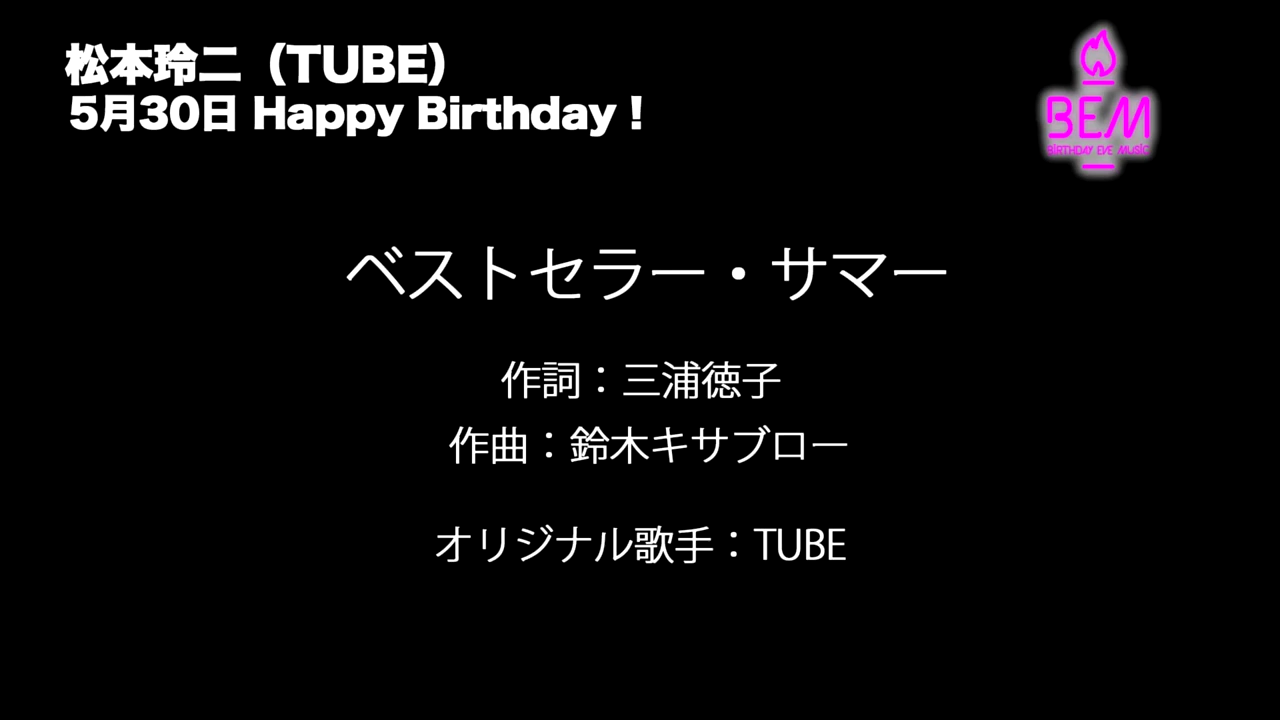 松本玲二（TUBE）
5月30日 Happy Birthday！
BEM
BIRTHDAY EVE MUSIC
ベストセラー・サマー
作詞：三浦徳子
作曲：鈴木キサブロー
オリジナル歌手：TUBE